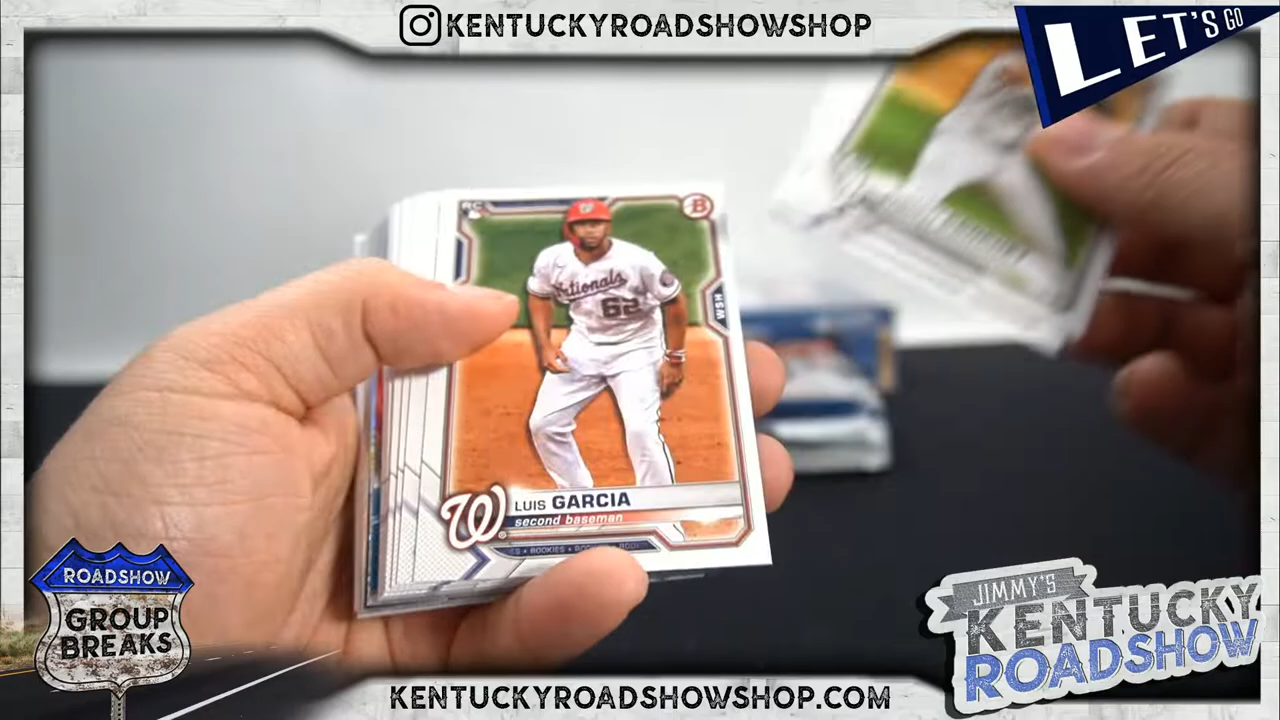 KENTUCKYROADSHOWSHOP
LET'S GO
RC
B
Nationals
62
WSH
W
LUIS GARCIA
second baseman
ROOKIES
ROADSHOW
GROUP
BREAKS
JIMMY'S
KENTUCKY
ROADSHOW
KENTUCKYROADSHOWSHOP.COM